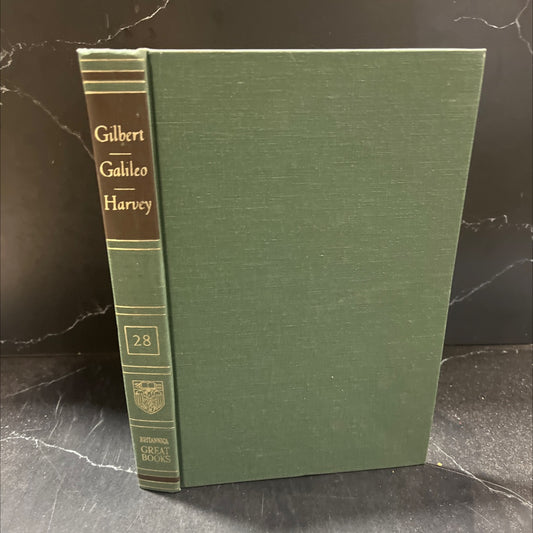 Gilbert
Galileo
Harvey
28
BRITANNICA
GREAT
BOOKS